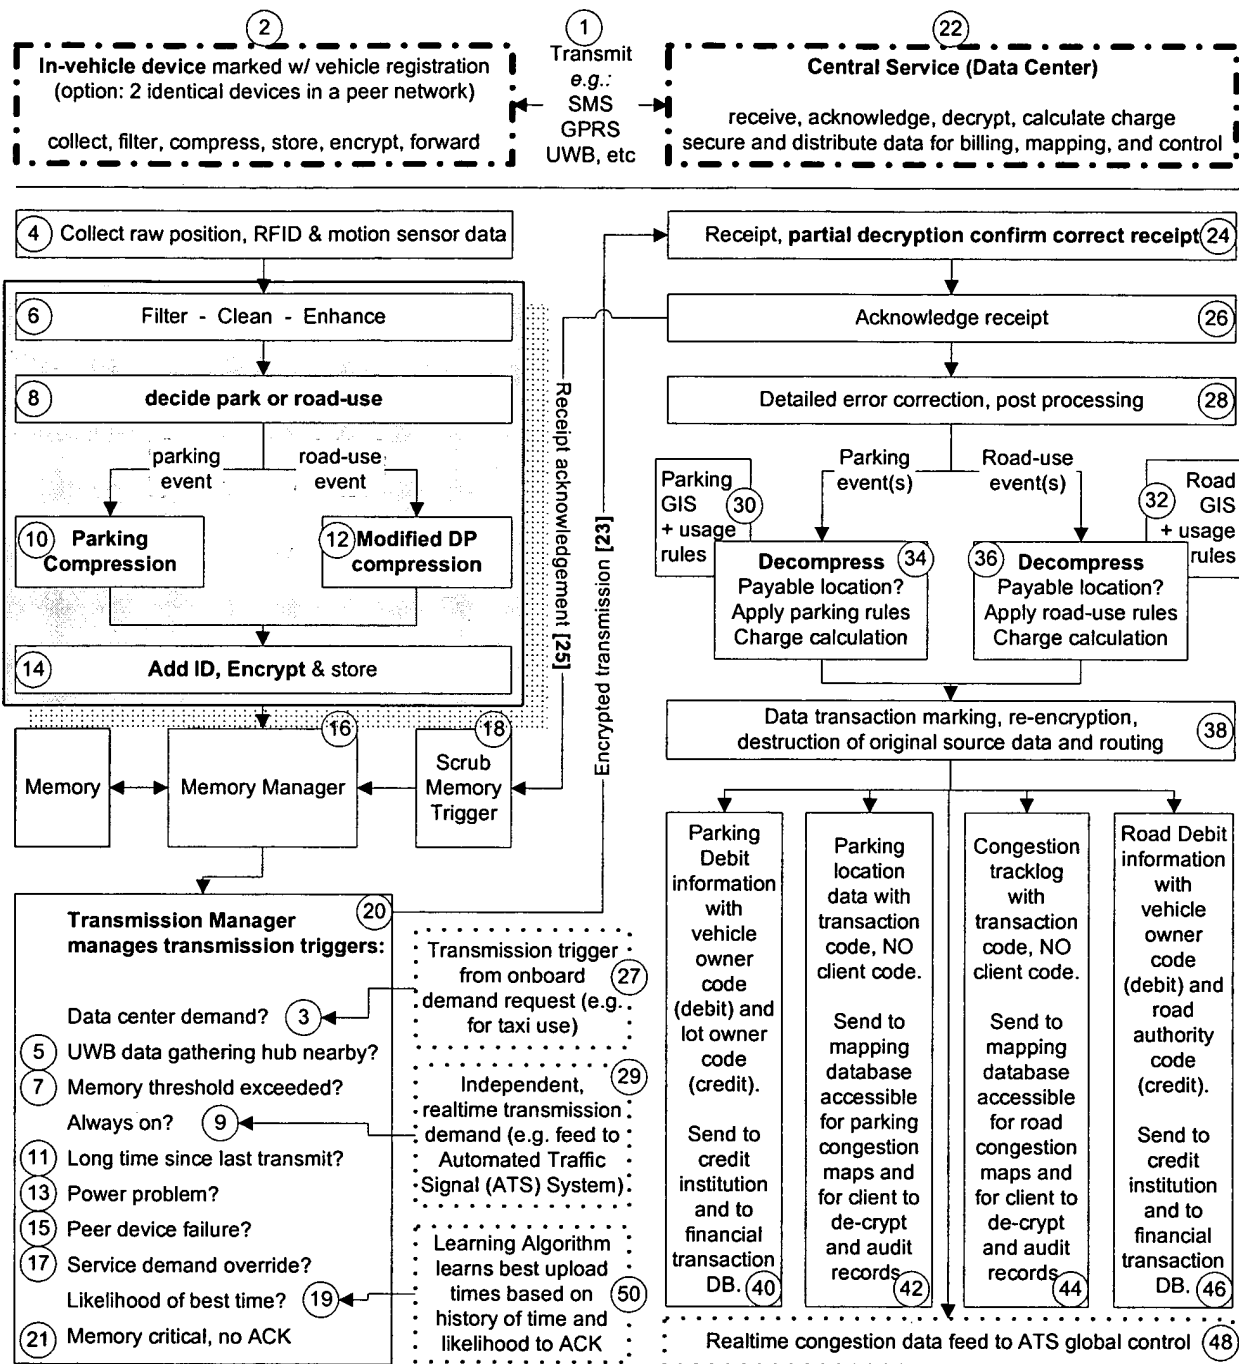 2
In-vehicle device marked w/ vehicle registration
(option: 2 identical devices in a peer network)
collect, filter, compress, store, encrypt, forward
1
Transmit
e.g.:
SMS
GPRS
UWB, etc
22
Central Service (Data Center)
receive, acknowledge, decrypt, calculate charge
secure and distribute data for billing, mapping, and control
4 Collect raw position, RFID & motion sensor data
6 Filter - Clean - Enhance
8 decide park or road-use
parking
event
road-use
event
10 Parking
Compression
12 Modified DP
compression
14 Add ID, Encrypt & store
Memory
16
Memory Manager
18
Scrub
Memory
Trigger
Receipt acknowledgement [25]
Encrypted transmission [23]
20
Transmission Manager
manages transmission triggers:
Data center demand? 3
5 UWB data gathering hub nearby?
7 Memory threshold exceeded?
Always on? 9
11 Long time since last transmit?
13 Power problem?
15 Peer device failure?
17 Service demand override?
Likelihood of best time? 19
21 Memory critical, no ACK
Transmission trigger
from onboard 27
demand request (e.g.
for taxi use)
Independent, 29
realtime transmission
demand (e.g. feed to
Automated Traffic
Signal (ATS) System)
Learning Algorithm
learns best upload
times based on 50
history of time and
likelihood to ACK
Receipt, partial decryption confirm correct receipt 24
Acknowledge receipt 26
Detailed error correction, post processing 28
Parking
event(s)
Road-use
event(s)
Parking
GIS 30
+ usage
rules
32 Road
GIS
+ usage
rules
Decompress 34
Payable location?
Apply parking rules
Charge calculation
36 Decompress
Payable location?
Apply road-use rules
Charge calculation
Data transaction marking, re-encryption,
destruction of original source data and routing 38
Parking
Debit
information
with
vehicle
owner
code
(debit) and
lot owner
code
(credit).
Send to
credit
institution
and to
financial
transaction
DB. 40
Parking
location
data with
transaction
code, NO
client code.
Send to
mapping
database
accessible
for parking
congestion
maps and
for client to
de-crypt
and audit
records. 42
Congestion
tracklog
with
transaction
code, NO
client code.
Send to
mapping
database
accessible
for road
congestion
maps and
for client to
de-crypt
and audit
records. 44
Road Debit
information
with
vehicle
owner
code
(debit) and
road
authority
code
(credit).
Send to
credit
institution
and to
financial
transaction
DB. 46
Realtime congestion data feed to ATS global control 48